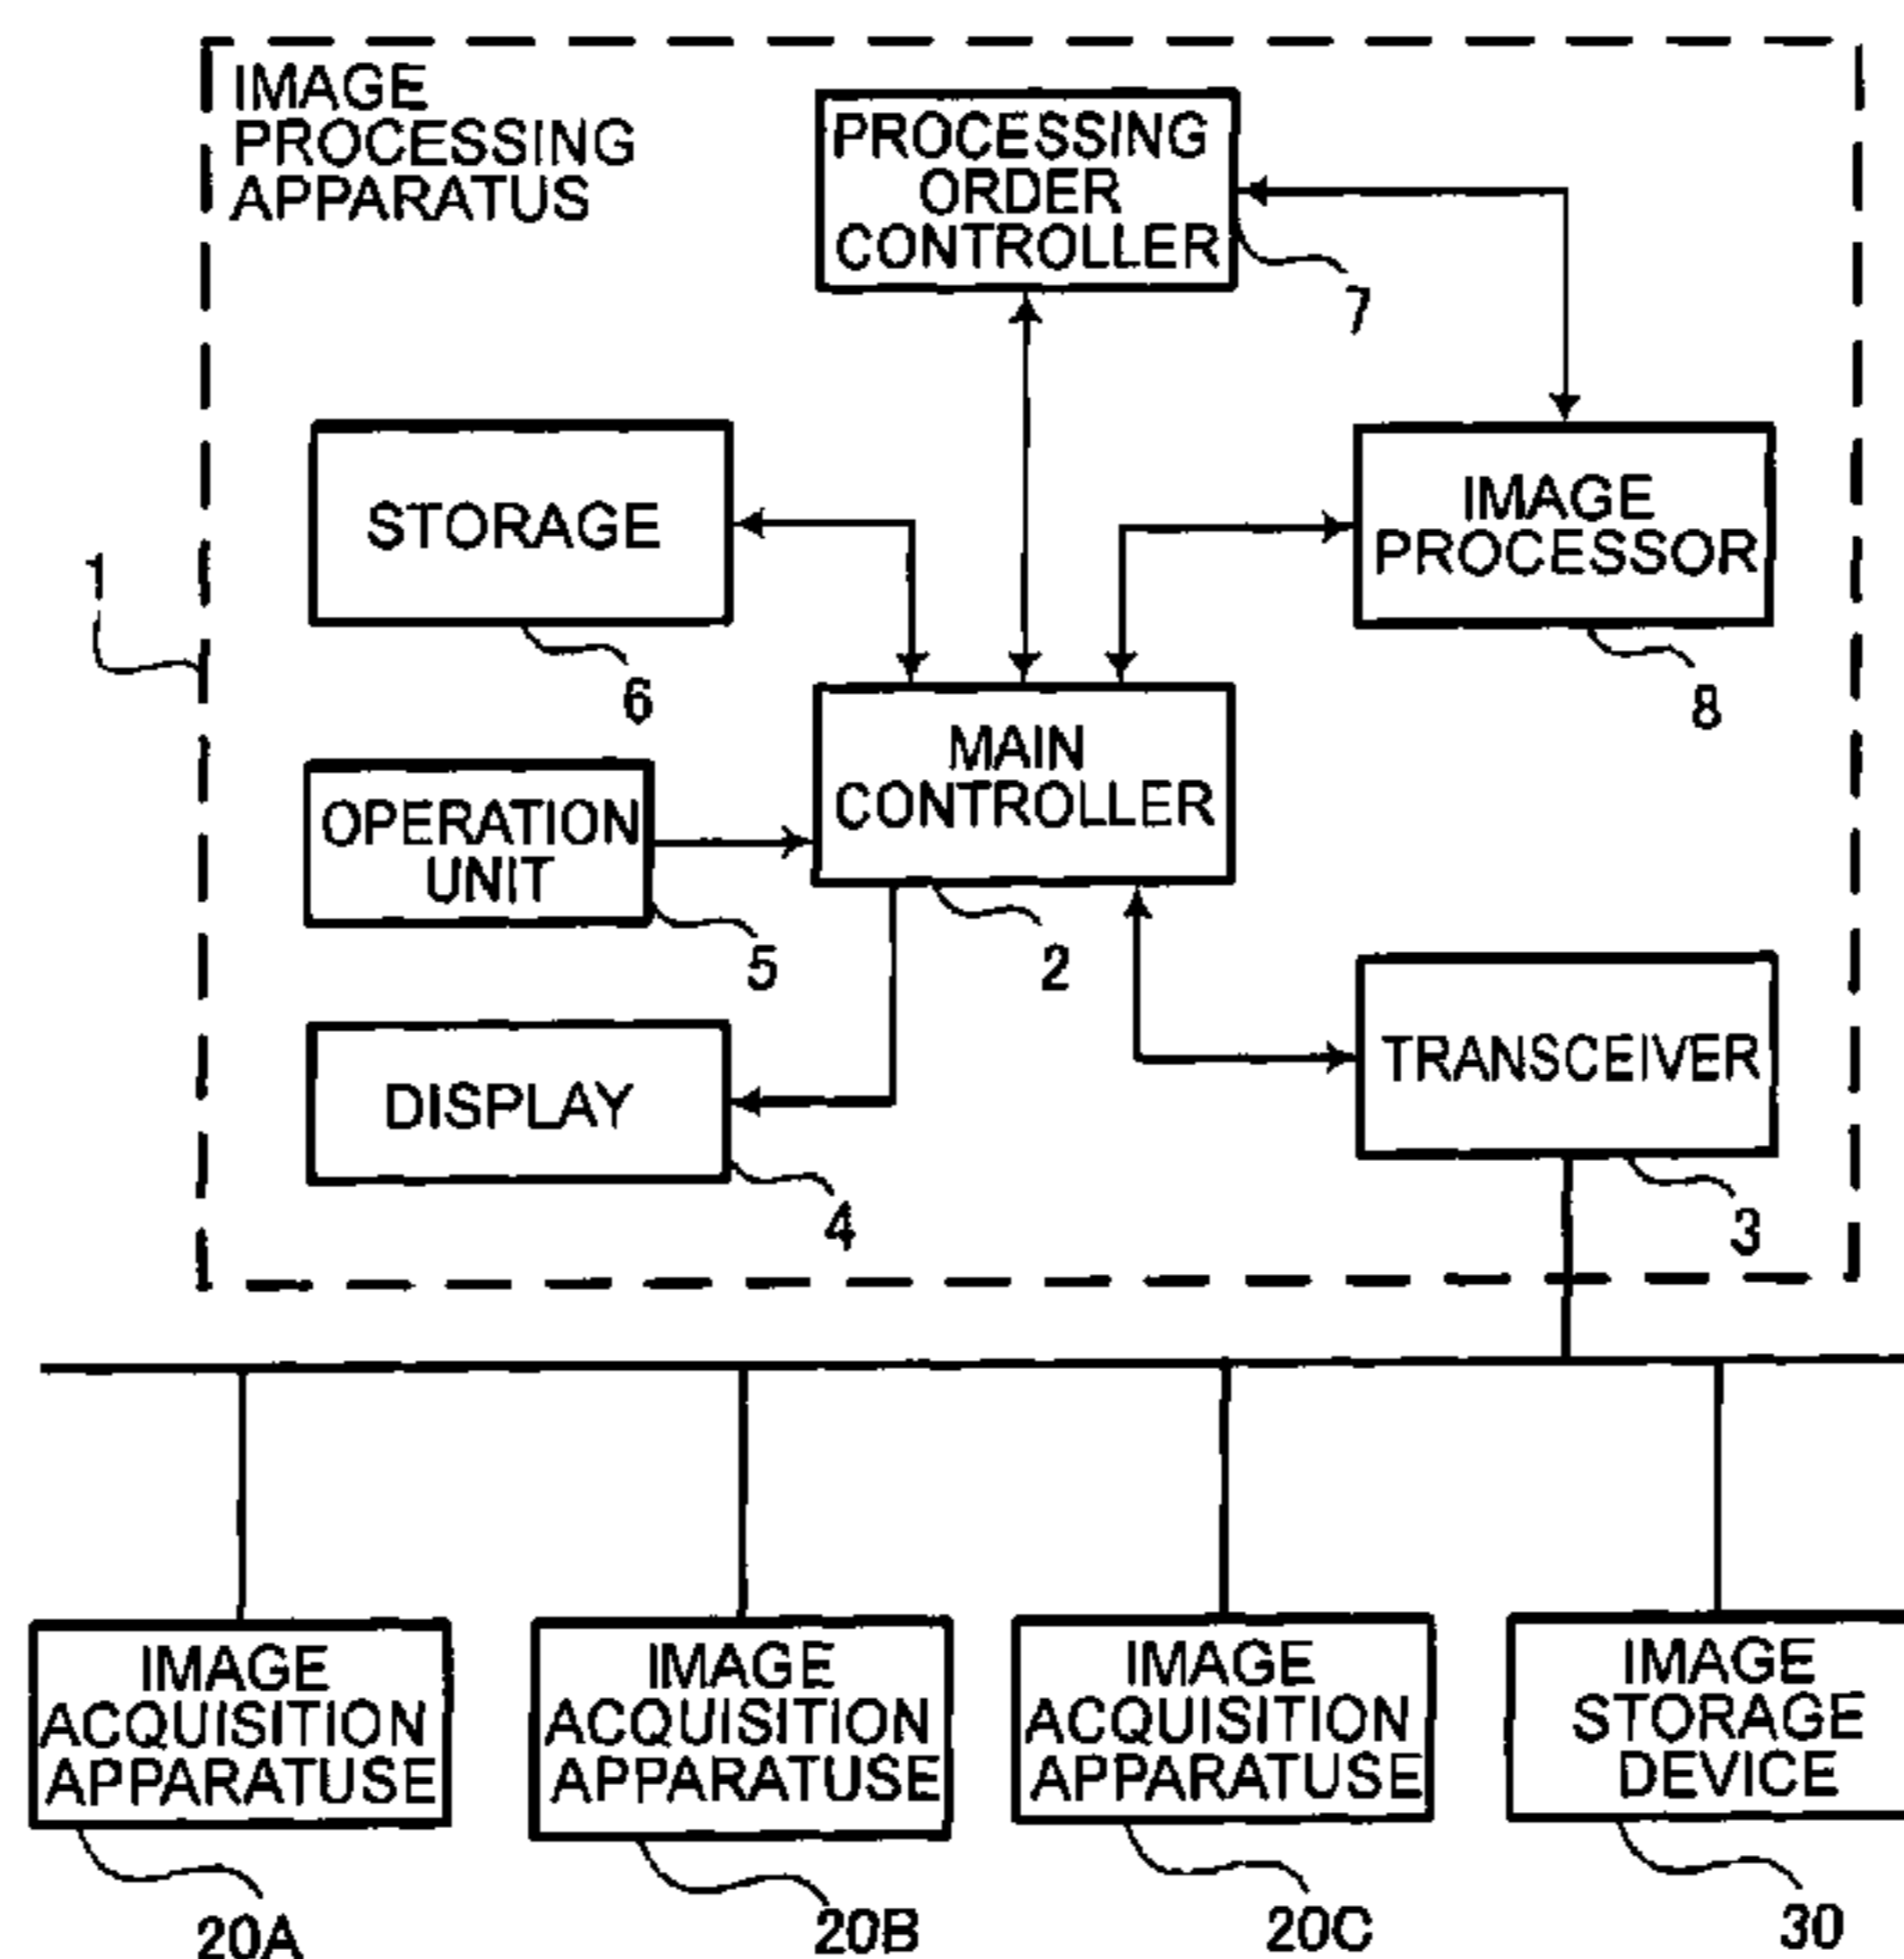 IMAGE
PROCESSING
APPARATUS
PROCESSING
ORDER
CONTROLLER
7
STORAGE
6
IMAGE
PROCESSOR
8
1
MAIN
CONTROLLER
2
OPERATION
UNIT
5
DISPLAY
4
TRANSCEIVER
3
IMAGE
ACQUISITION
APPARATUSE
20A
IMAGE
ACQUISITION
APPARATUSE
20B
IMAGE
ACQUISITION
APPARATUSE
20C
IMAGE
STORAGE
DEVICE
30